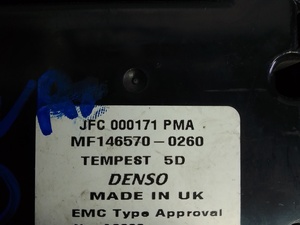 JFC 000171 PMA
MF146570-0260
TEMPEST 5D
DENSO
MADE IN UK
EMC Type Approval